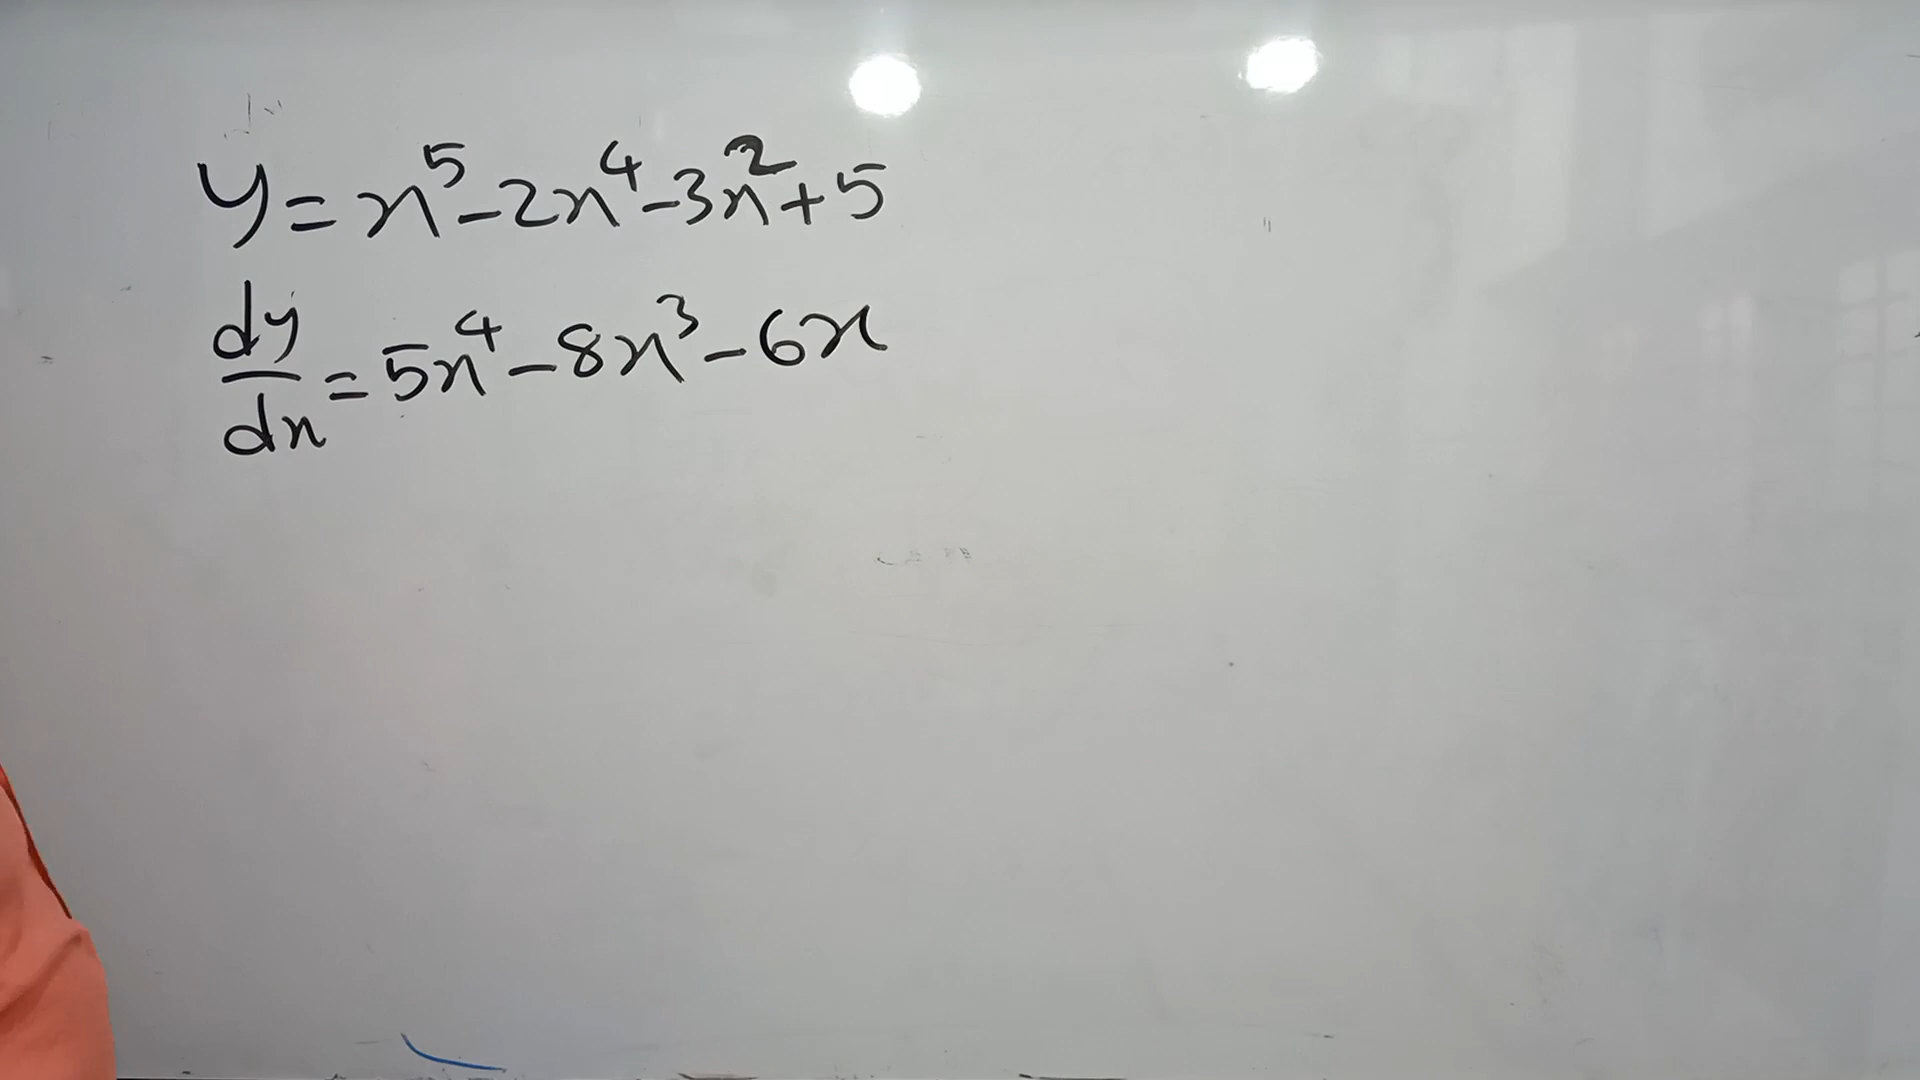 y = x⁵ - 2x⁴ - 3x² + 5
dy/dx = 5x⁴ - 8x³ - 6x